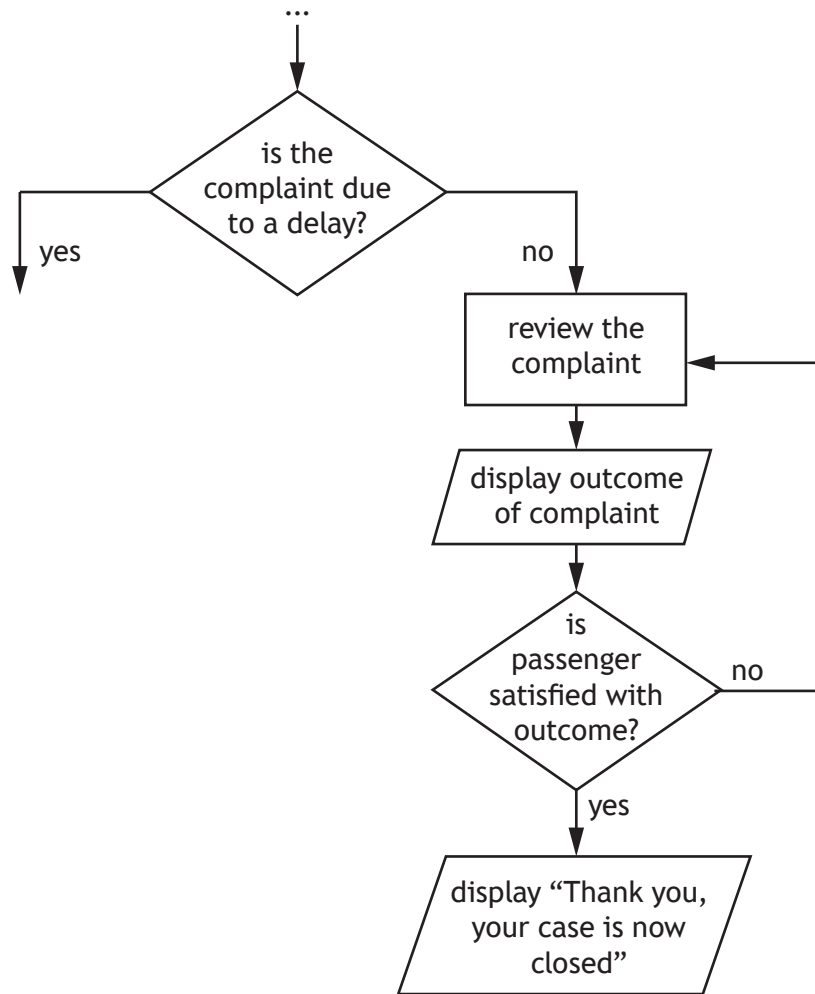 ...
is the
complaint due
to a delay?
yes
no
review the
complaint
display outcome
of complaint
is
passenger
satisfied with
outcome?
no
yes
display “Thank you,
your case is now
closed”